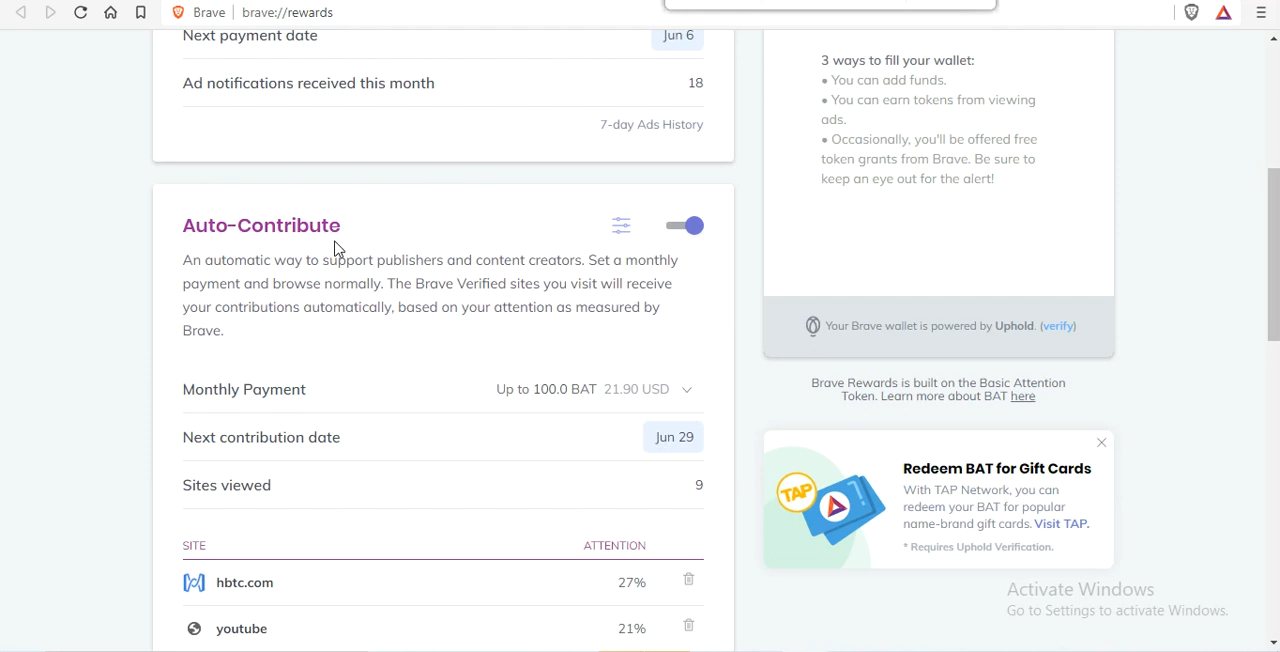 Brave brave://rewards
Next payment date Jun 6
Ad notifications received this month 18
7-day Ads History
Auto-Contribute
An automatic way to support publishers and content creators. Set a monthly
payment and browse normally. The Brave Verified sites you visit will receive
your contributions automatically, based on your attention as measured by
Brave.
Monthly Payment Up to 100.0 BAT 21.90 USD
Next contribution date Jun 29
Sites viewed 9
SITE ATTENTION
hbtc.com 27%
youtube 21%
3 ways to fill your wallet:
• You can add funds.
• You can earn tokens from viewing
ads.
• Occasionally, you'll be offered free
token grants from Brave. Be sure to
keep an eye out for the alert!
Your Brave wallet is powered by Uphold. (verify)
Brave Rewards is built on the Basic Attention
Token. Learn more about BAT here
TAP
Redeem BAT for Gift Cards
With TAP Network, you can
redeem your BAT for popular
name-brand gift cards. Visit TAP.
* Requires Uphold Verification.
Activate Windows
Go to Settings to activate Windows.